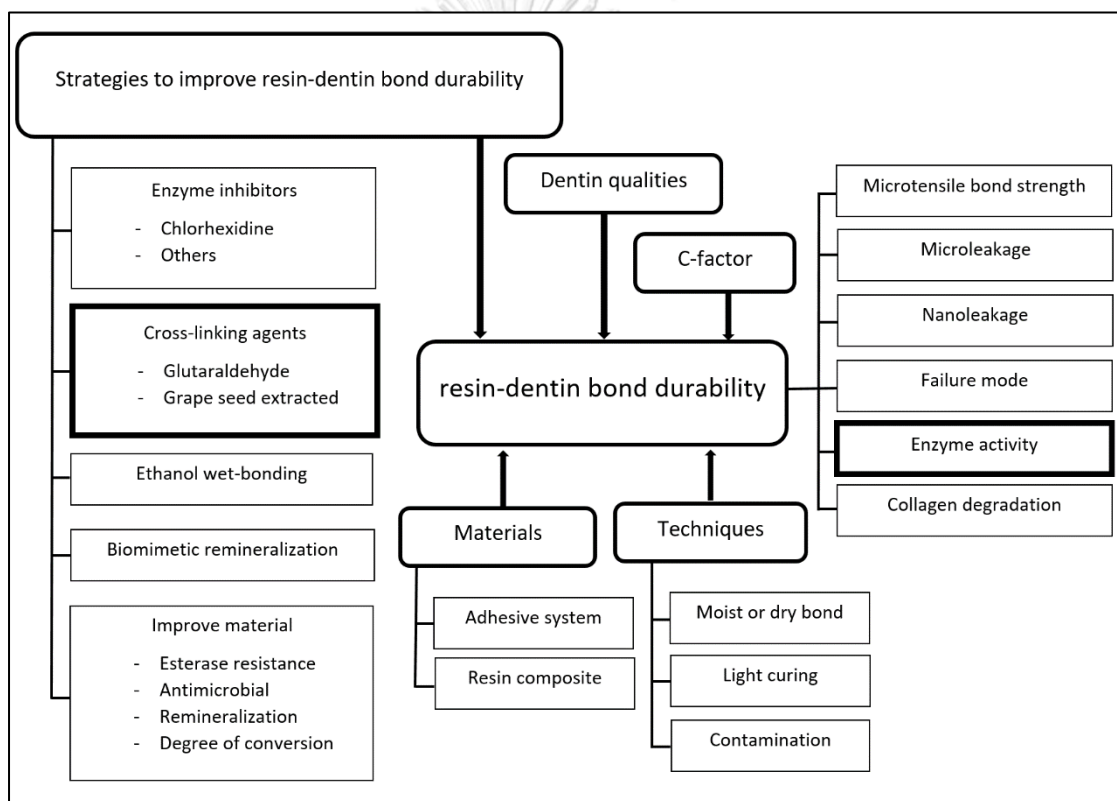 Strategies to improve resin-dentin bond durability
Enzyme inhibitors
- Chlorhexidine
- Others
Cross-linking agents
- Glutaraldehyde
- Grape seed extracted
Ethanol wet-bonding
Biomimetic remineralization
Improve material
- Esterase resistance
- Antimicrobial
- Remineralization
- Degree of conversion
Dentin qualities
C-factor
resin-dentin bond durability
Materials
Adhesive system
Resin composite
Techniques
Moist or dry bond
Light curing
Contamination
Microtensile bond strength
Microleakage
Nanoleakage
Failure mode
Enzyme activity
Collagen degradation